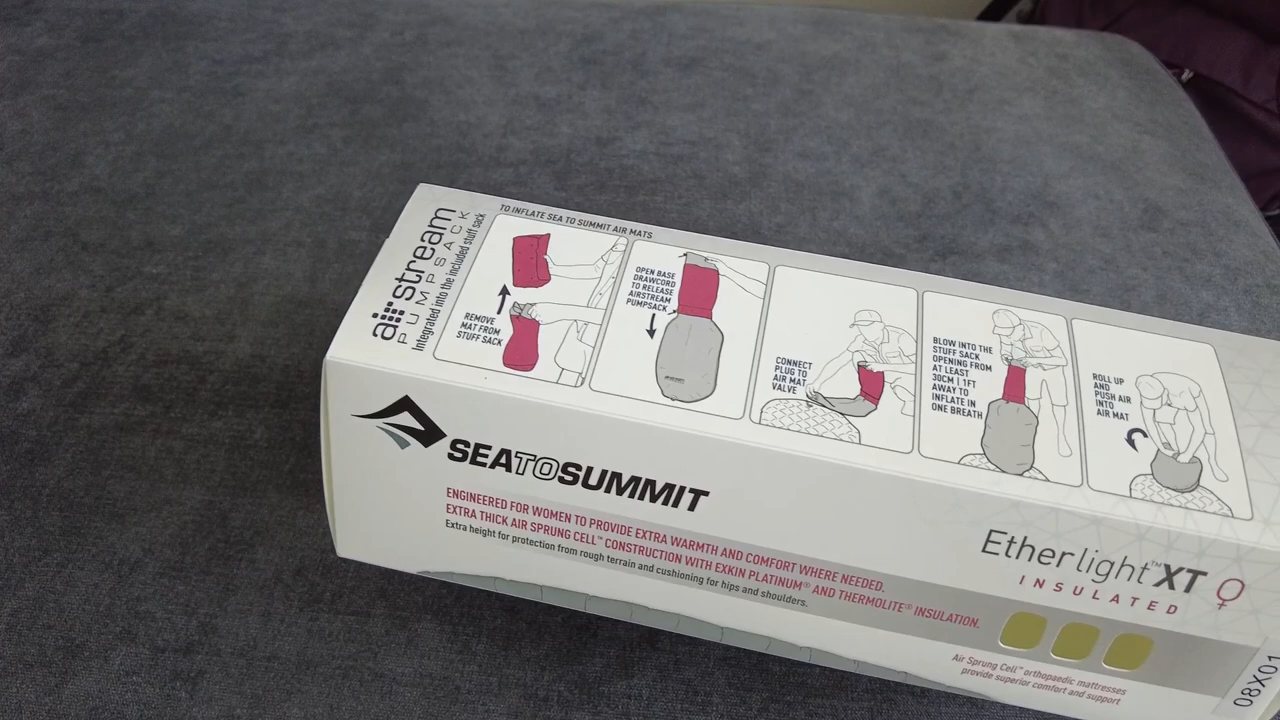 air stream
PUMPSACK
Integrated into the included stuff sack
TO INFLATE SEA TO SUMMIT AIR MATS
REMOVE
MAT FROM
STUFF SACK
OPEN BASE
DRAWCORD
TO RELEASE
AIRSTREAM
PUMPSACK
CONNECT
PLUG TO
AIR MAT
VALVE
BLOW INTO THE
STUFF SACK
OPENING FROM
AT LEAST
30CM | 1FT
AWAY TO
INFLATE IN
ONE BREATH
ROLL UP
AND
PUSH AIR
INTO
AIR MAT
SEATOSUMMIT
ENGINEERED FOR WOMEN TO PROVIDE EXTRA WARMTH AND COMFORT WHERE NEEDED.
EXTRA THICK AIR SPRUNG CELL™ CONSTRUCTION WITH EXKIN PLATINUM® AND THERMOLITE® INSULATION.
Extra height for protection from rough terrain and cushioning for hips and shoulders.
Etherlight™XT
INSULATED
Air Sprung Cell™ orthopaedic mattresses
provide superior comfort and support
08X01